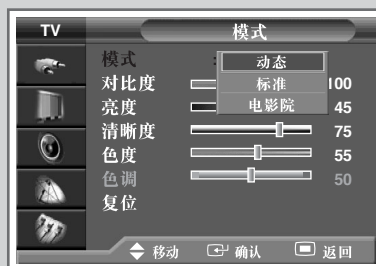 TV 模式
模式 : 动态
对比度 标准 100
亮度 电影院 45
清晰度 75
色度 55
色调 50
复位
移动 确认 返回